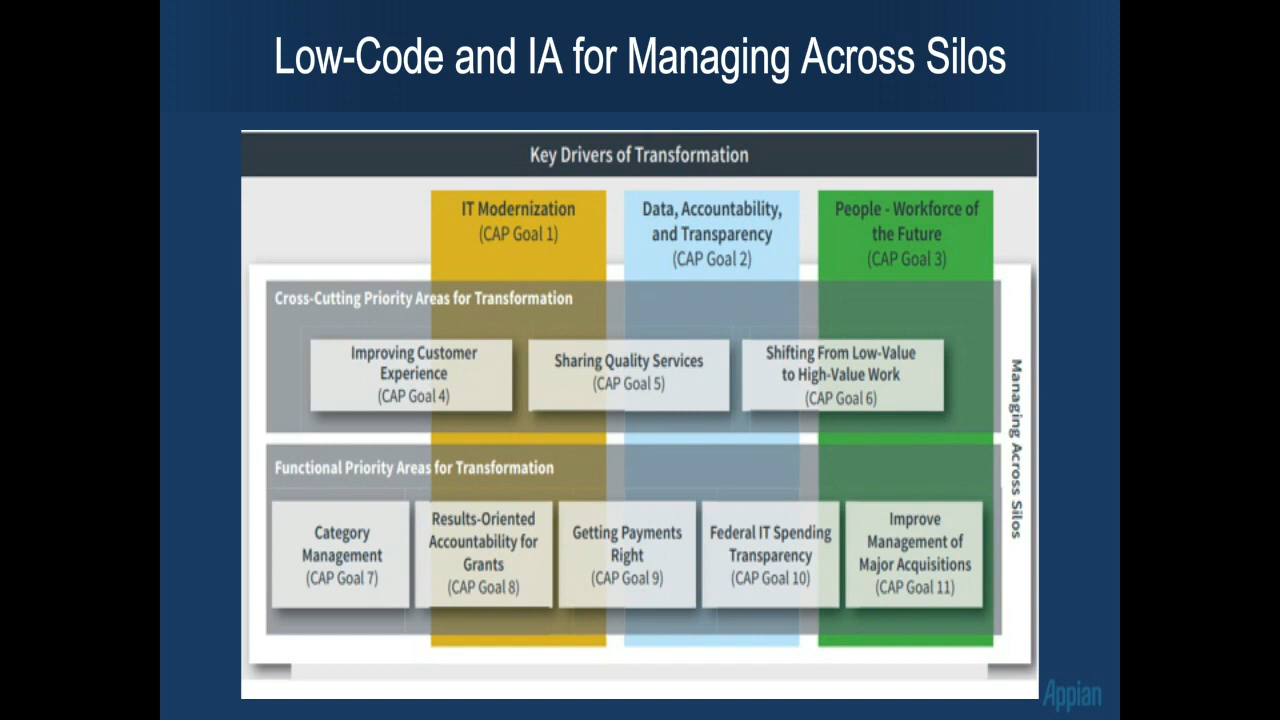 Low-Code and IA for Managing Across Silos
Key Drivers of Transformation
IT Modernization
(CAP Goal 1)
Data, Accountability,
and Transparency
(CAP Goal 2)
People - Workforce of
the Future
(CAP Goal 3)
Cross-Cutting Priority Areas for Transformation
Improving Customer
Experience
(CAP Goal 4)
Sharing Quality Services
(CAP Goal 5)
Shifting From Low-Value
to High-Value Work
(CAP Goal 6)
Managing Across Silos
Functional Priority Areas for Transformation
Category
Management
(CAP Goal 7)
Results-Oriented
Accountability for
Grants
(CAP Goal 8)
Getting Payments
Right
(CAP Goal 9)
Federal IT Spending
Transparency
(CAP Goal 10)
Improve
Management of
Major Acquisitions
(CAP Goal 11)
Appian